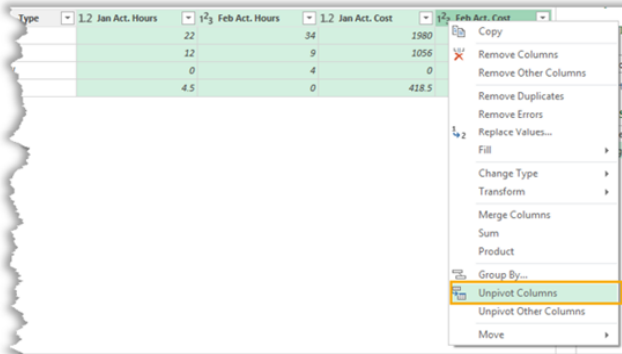 Type 1.2 Jan Act. Hours 1²3 Feb Act. Hours 1.2 Jan Act. Cost 1²3 Feb Act. Cost
22 34 1980
12 9 1056
0 4 0
4.5 0 418.5
Copy
Remove Columns
Remove Other Columns
Remove Duplicates
Remove Errors
Replace Values...
Fill
Change Type
Transform
Merge Columns
Sum
Product
Group By...
Unpivot Columns
Unpivot Other Columns
Move